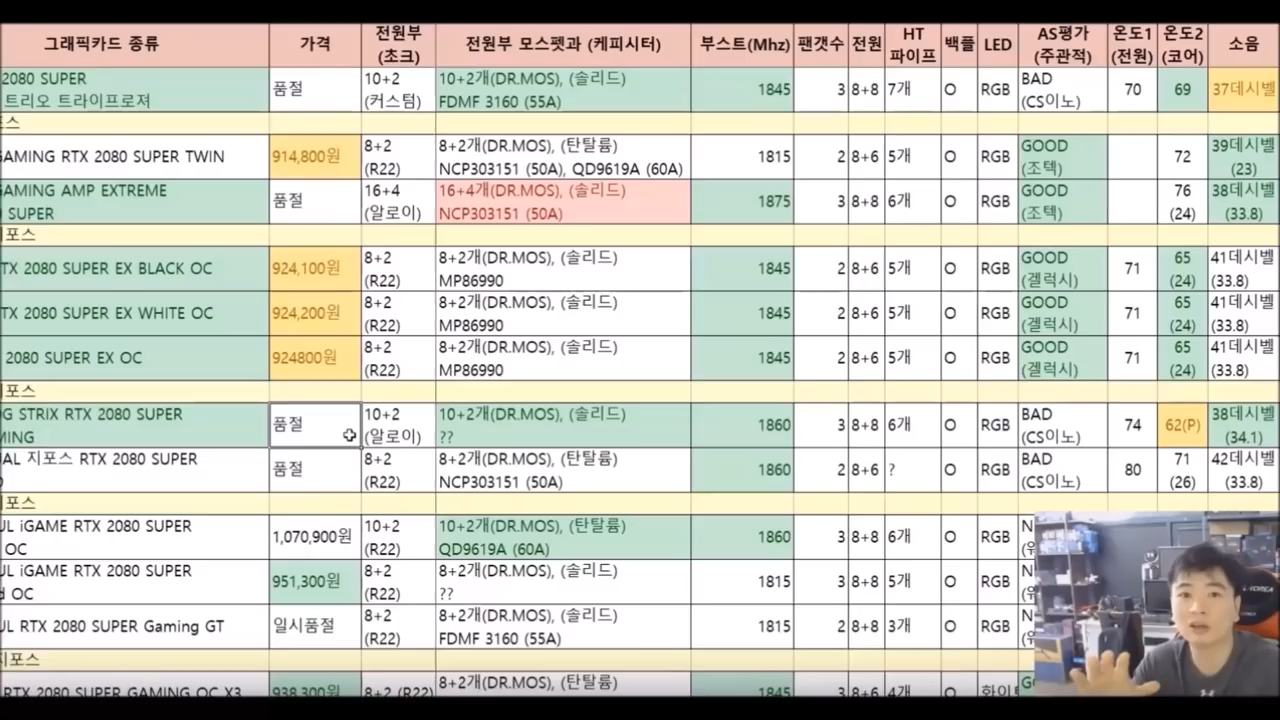 그래픽카드 종류 가격 전원부 (초크) 전원부 모스펫과 (케피시터) 부스트(Mhz) 팬갯수 전원 HT 파이프 백플 LED AS평가 (주관적) 온도1 (전원) 온도2 (코어) 소음
2080 SUPER 트리오 트라이프로져 품절 10+2 (커스텀) 10+2개(DR.MOS), (솔리드) FDMF 3160 (55A) 1845 3 8+8 7개 O RGB BAD (CS이노) 70 69 37데시벨
포스
GAMING RTX 2080 SUPER TWIN 914,800원 8+2 (R22) 8+2개(DR.MOS), (탄탈륨) NCP303151 (50A), QD9619A (60A) 1815 2 8+6 5개 O RGB GOOD (조텍) 72 39데시벨 (23)
GAMING AMP EXTREME SUPER 품절 16+4 (알로이) 16+4개(DR.MOS), (솔리드) NCP303151 (50A) 1875 3 8+8 6개 O RGB GOOD (조텍) 76 (24) 38데시벨 (33.8)
지포스
TX 2080 SUPER EX BLACK OC 924,100원 8+2 (R22) 8+2개(DR.MOS), (솔리드) MP86990 1845 2 8+6 5개 O RGB GOOD (겔럭시) 71 65 (24) 41데시벨 (33.8)
TX 2080 SUPER EX WHITE OC 924,200원 8+2 (R22) 8+2개(DR.MOS), (솔리드) MP86990 1845 2 8+6 5개 O RGB GOOD (겔럭시) 71 65 (24) 41데시벨 (33.8)
2080 SUPER EX OC 924800원 8+2 (R22) 8+2개(DR.MOS), (솔리드) MP86990 1845 2 8+6 5개 O RGB GOOD (겔럭시) 71 65 (24) 41데시벨 (33.8)
지포스
G STRIX RTX 2080 SUPER MING 품절 10+2 (알로이) 10+2개(DR.MOS), (솔리드) ?? 1860 3 8+8 6개 O RGB BAD (CS이노) 74 62(P) 38데시벨 (34.1)
AL 지포스 RTX 2080 SUPER 품절 8+2 (R22) 8+2개(DR.MOS), (탄탈륨) NCP303151 (50A) 1860 2 8+6 ? O RGB BAD (CS이노) 80 71 (26) 42데시벨 (33.8)
지포스
UL iGAME RTX 2080 SUPER OC 1,070,900원 10+2 (R22) 10+2개(DR.MOS), (탄탈륨) QD9619A (60A) 1860 3 8+8 6개 O RGB N
UL iGAME RTX 2080 SUPER d OC 951,300원 8+2 (R22) 8+2개(DR.MOS), (솔리드) ?? 1815 3 8+8 5개 O RGB N
UL RTX 2080 SUPER Gaming GT 일시품절 8+2 (R22) 8+2개(DR.MOS), (솔리드) FDMF 3160 (55A) 1815 2 8+8 3개 O RGB N
지포스
RTX 2080 SUPER GAMING OC X3 938,300원 8+2 (R22) 8+2개(DR.MOS), (탄탈륨) 1845 3 8+6 4개 O 화이트